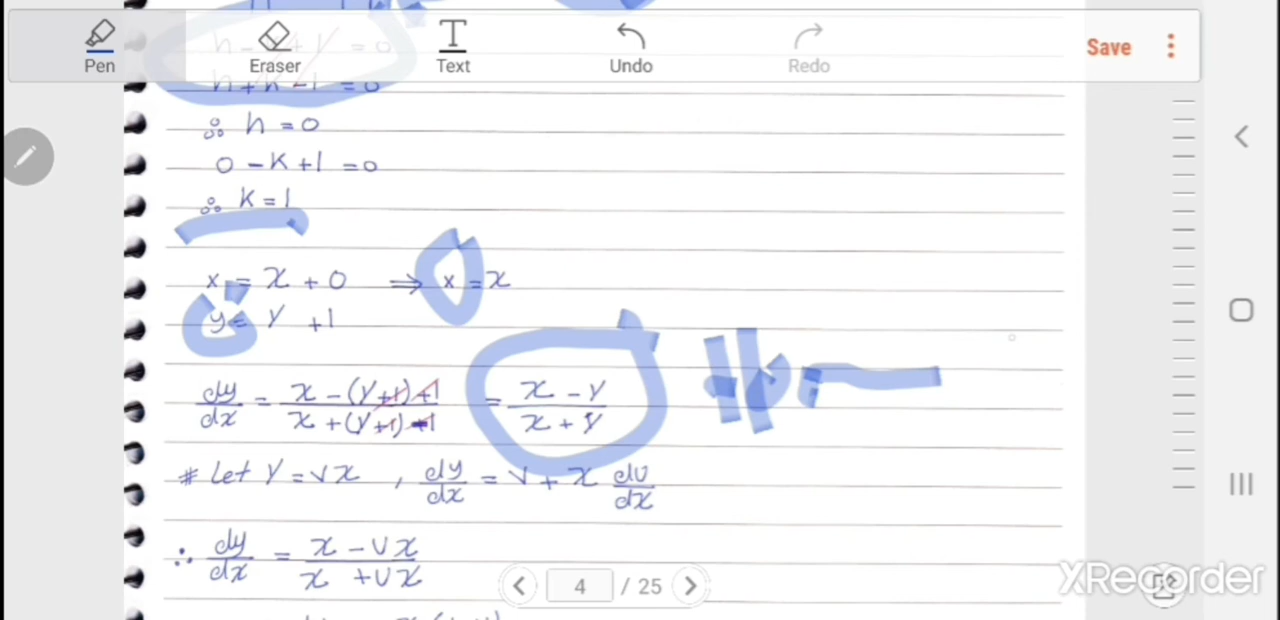 Pen Eraser Text Undo Redo Save
h + k - 1 = 0
∴ h = 0
0 - k + 1 = 0
∴ k = 1
x = X + 0 ⇒ x = X
y = Y + 1
dy/dx = x - (Y+1) + 1 / x + (Y+1) - 1 = x - Y / x + Y
# Let Y = vx , dy/dx = v + x dv/dx
∴ dy/dx = x - vx / x + vx
4 / 25
XRecorder